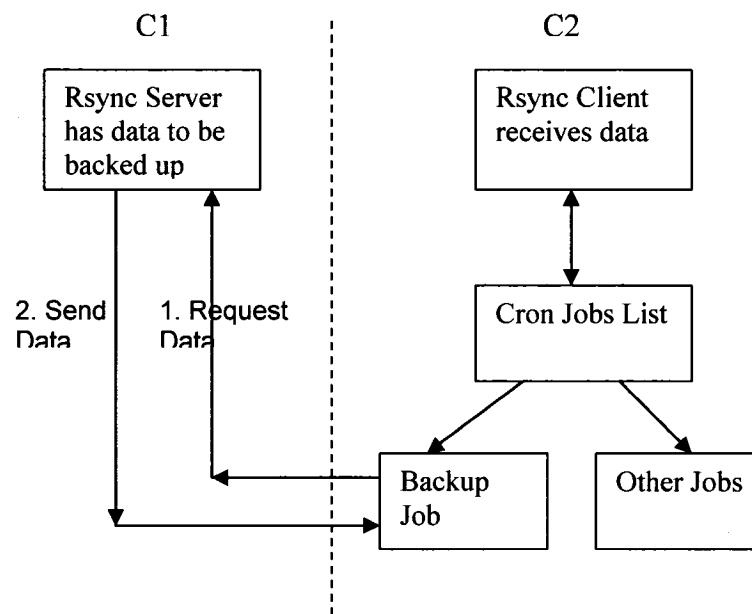 C1
C2
Rsync Server
has data to be
backed up
Rsync Client
receives data
2. Send
Data
1. Request
Data
Cron Jobs List
Backup
Job
Other Jobs